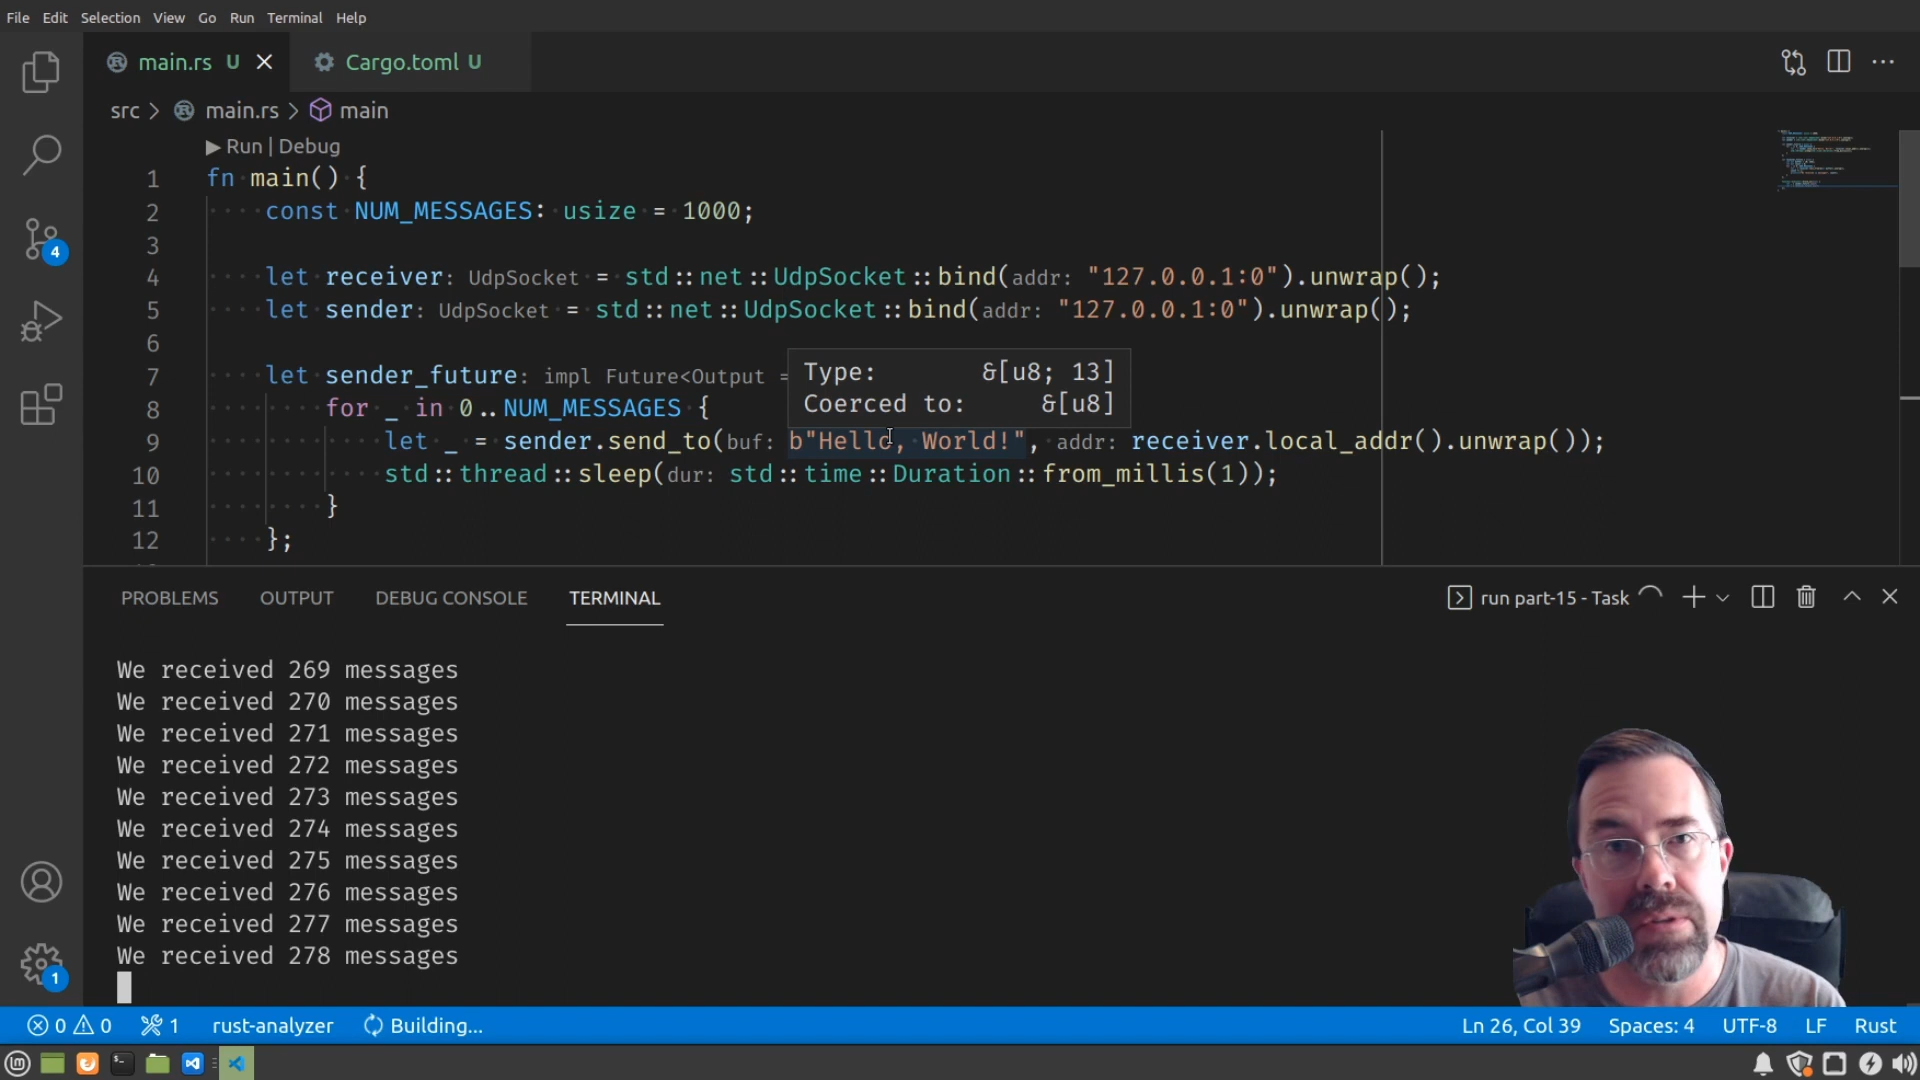 File Edit Selection View Go Run Terminal Help
main.rs U
Cargo.toml U
src > main.rs > main
Run | Debug
1 fn main() {
2 const NUM_MESSAGES: usize = 1000;
3
4 let receiver: UdpSocket = std::net::UdpSocket::bind(addr: "127.0.0.1:0").unwrap();
5 let sender: UdpSocket = std::net::UdpSocket::bind(addr: "127.0.0.1:0").unwrap();
6
7 let sender_future: impl Future<Output =
Type: &[u8; 13]
Coerced to: &[u8]
8 for _ in 0..NUM_MESSAGES {
9 let _ = sender.send_to(buf: b"Hello, World!", addr: receiver.local_addr().unwrap());
10 std::thread::sleep(dur: std::time::Duration::from_millis(1));
11 }
12 };
4
PROBLEMS OUTPUT DEBUG CONSOLE TERMINAL
run part-15 - Task
We received 269 messages
We received 270 messages
We received 271 messages
We received 272 messages
We received 273 messages
We received 274 messages
We received 275 messages
We received 276 messages
We received 277 messages
We received 278 messages
1
0 0 1 rust-analyzer Building... Ln 26, Col 39 Spaces: 4 UTF-8 LF Rust